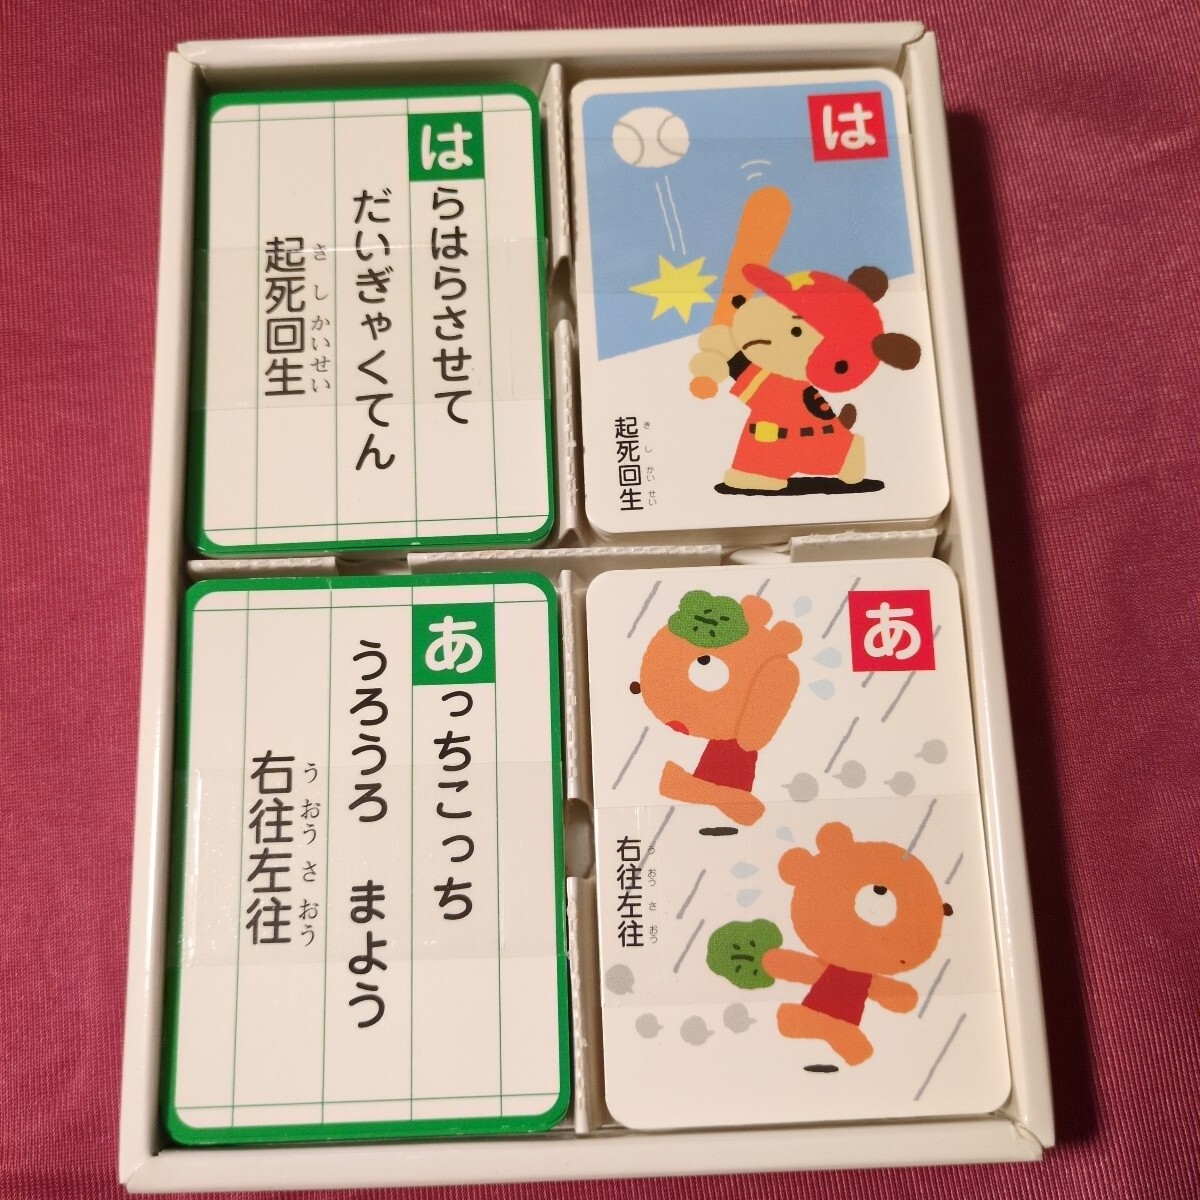 はらはらさせて
だいぎゃくてん
起死回生
きしかいせい
は
起死回生
きしかいせい
あっちこっち
うろうろ まよう
右往左往
うおうさおう
あ
右往左往
うおうさおう